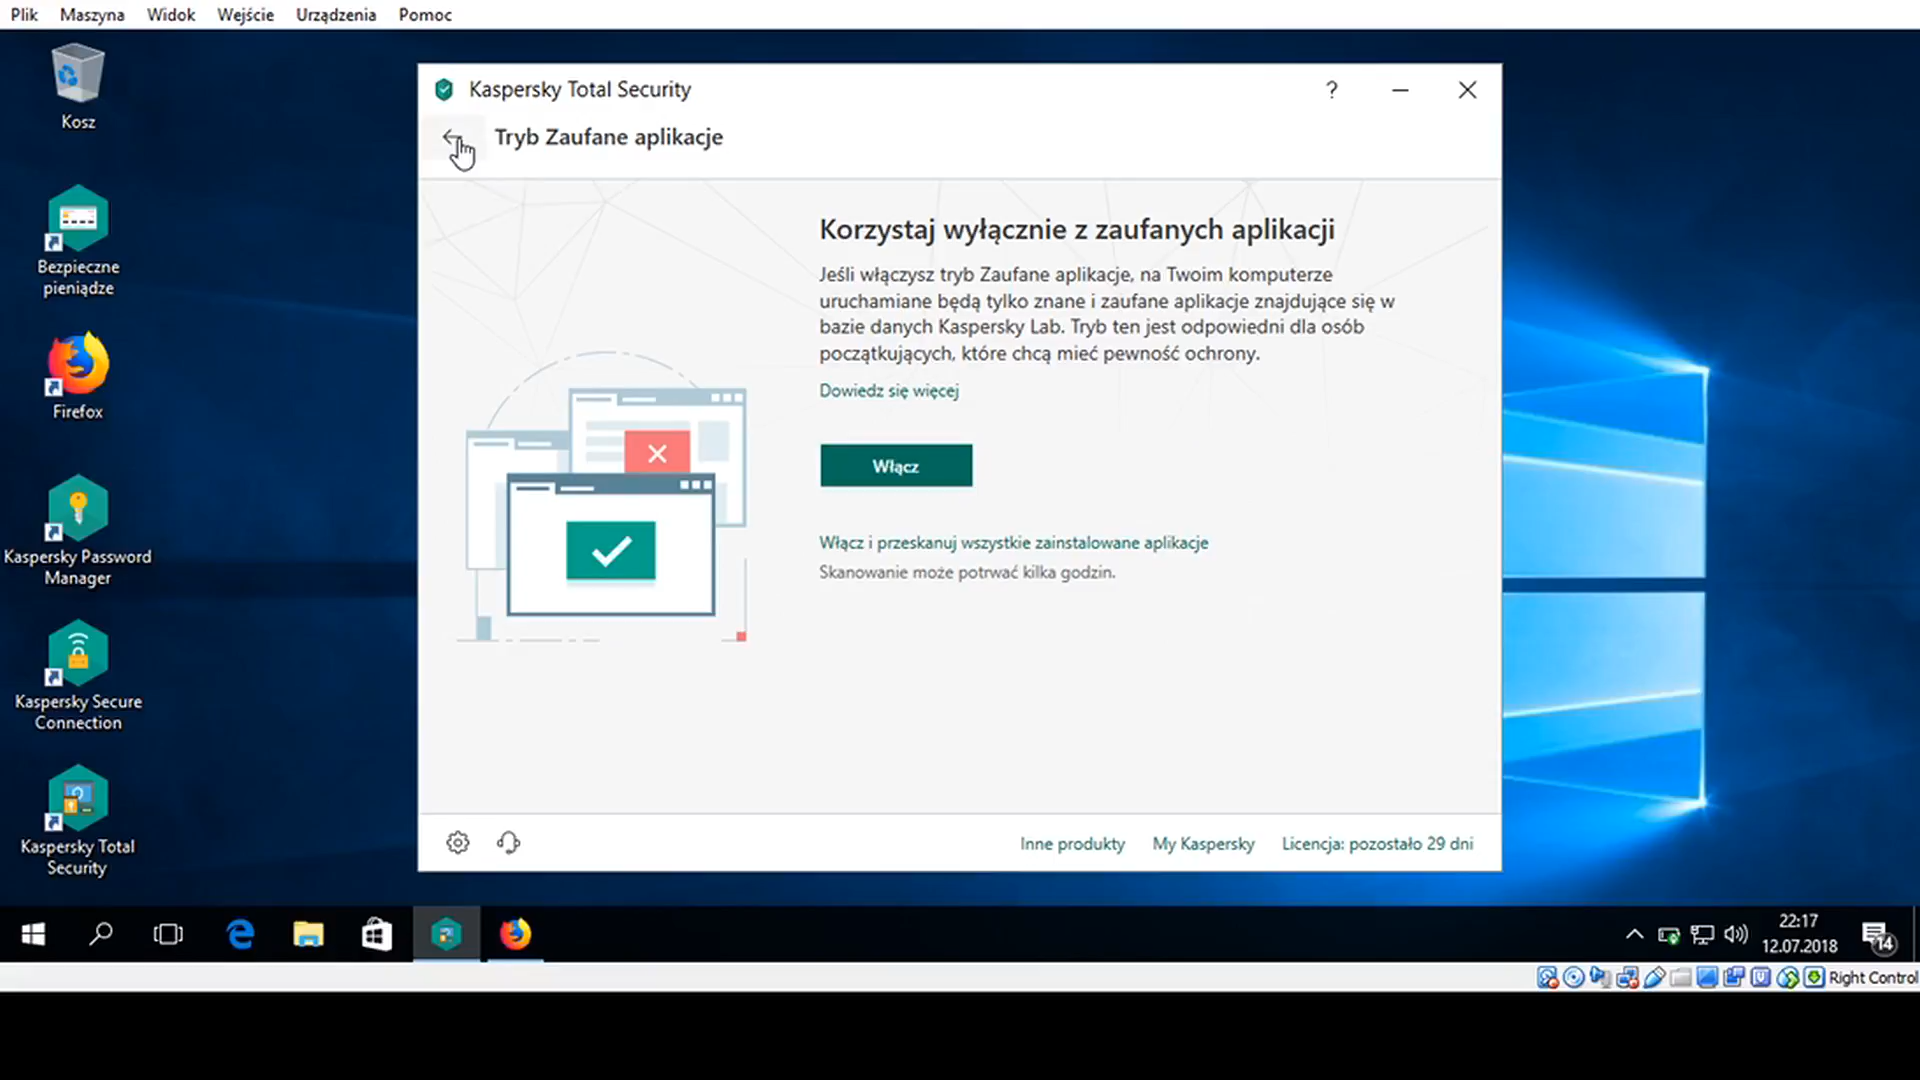 Plik Maszyna Widok Wejście Urządzenia Pomoc
Kosz
Bezpieczne
pieniądze
Firefox
Kaspersky Password
Manager
Kaspersky Secure
Connection
Kaspersky Total
Security
Kaspersky Total Security
?
Tryb Zaufane aplikacje
Korzystaj wyłącznie z zaufanych aplikacji
Jeśli włączysz tryb Zaufane aplikacje, na Twoim komputerze
uruchamiane będą tylko znane i zaufane aplikacje znajdujące się w
bazie danych Kaspersky Lab. Tryb ten jest odpowiedni dla osób
początkujących, które chcą mieć pewność ochrony.
Dowiedz się więcej
Włącz
Włącz i przeskanuj wszystkie zainstalowane aplikacje
Skanowanie może potrwać kilka godzin.
Inne produkty My Kaspersky Licencja: pozostało 29 dni
22:17
12.07.2018
14
Right Control